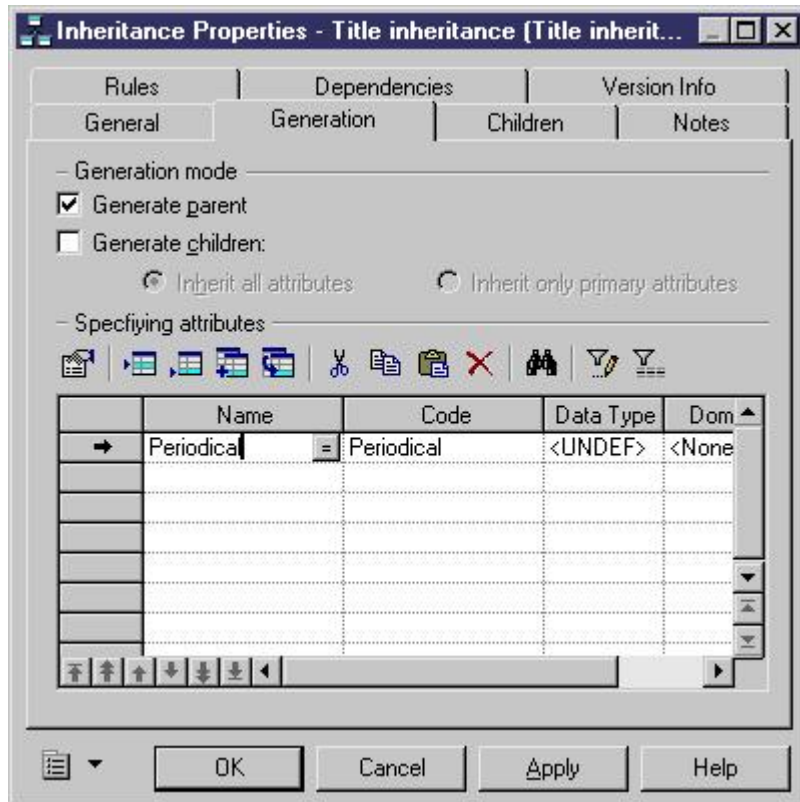 Inheritance Properties - Title inheritance (Title inherit...
Rules Dependencies Version Info
General Generation Children Notes
Generation mode
Generate parent
Generate children:
Inherit all attributes Inherit only primary attributes
Specfiying attributes
Name Code Data Type Dom
Periodical = Periodical <UNDEF> <None
OK Cancel Apply Help